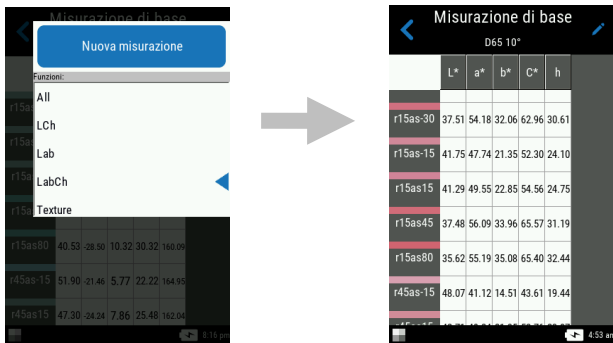 Misurazione di base
Nuova misurazione
Funzioni:
All
LCh
Lab
LabCh
Texture
r15as80 40.53 -28.50 10.32 30.32 160.09
r45as-15 51.90 -21.46 5.77 22.22 164.95
r45as15 47.30 -24.24 7.86 25.48 162.04
8:16 pm
Misurazione di base
D65 10°
L* a* b* C* h
r15as-30 37.51 54.18 32.06 62.96 30.61
r15as-15 41.75 47.74 21.35 52.30 24.10
r15as15 41.29 49.55 22.85 54.56 24.75
r15as45 37.48 56.09 33.96 65.57 31.19
r15as80 35.62 55.19 35.08 65.40 32.44
r45as-15 48.07 41.12 14.51 43.61 19.44
4:53 am